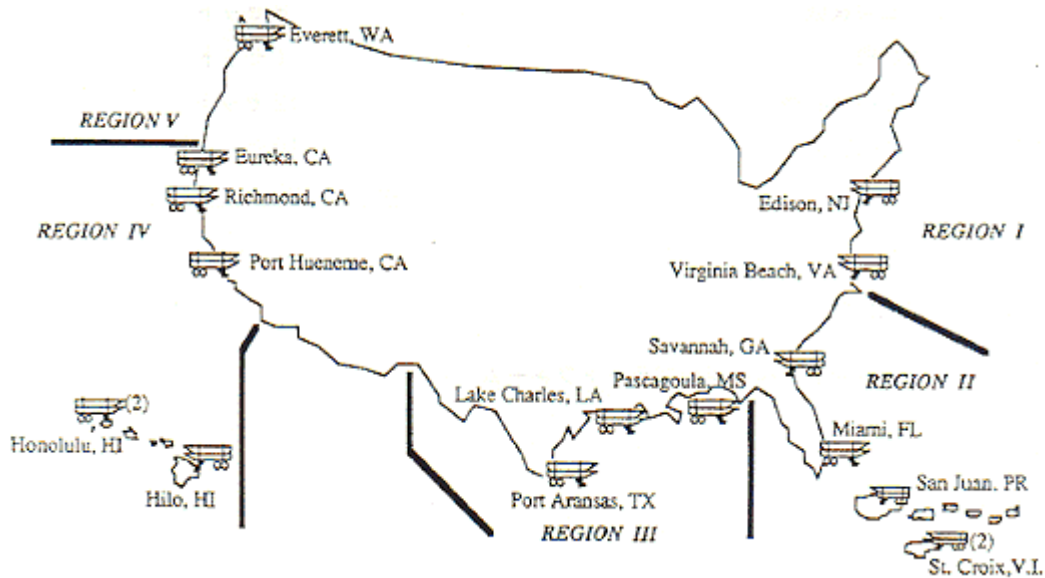 Everett, WA
REGION V
Eureka, CA
Richmond, CA
Edison, NJ
REGION IV
REGION I
Port Hueneme, CA
Virginia Beach, VA
Savannah, GA
Pascagoula, MS
REGION II
Lake Charles, LA
(2)
Honolulu, HI
Miami, FL
Hilo, HI
Port Aransas, TX
San Juan, PR
REGION III
(2)
St. Croix, V.I.